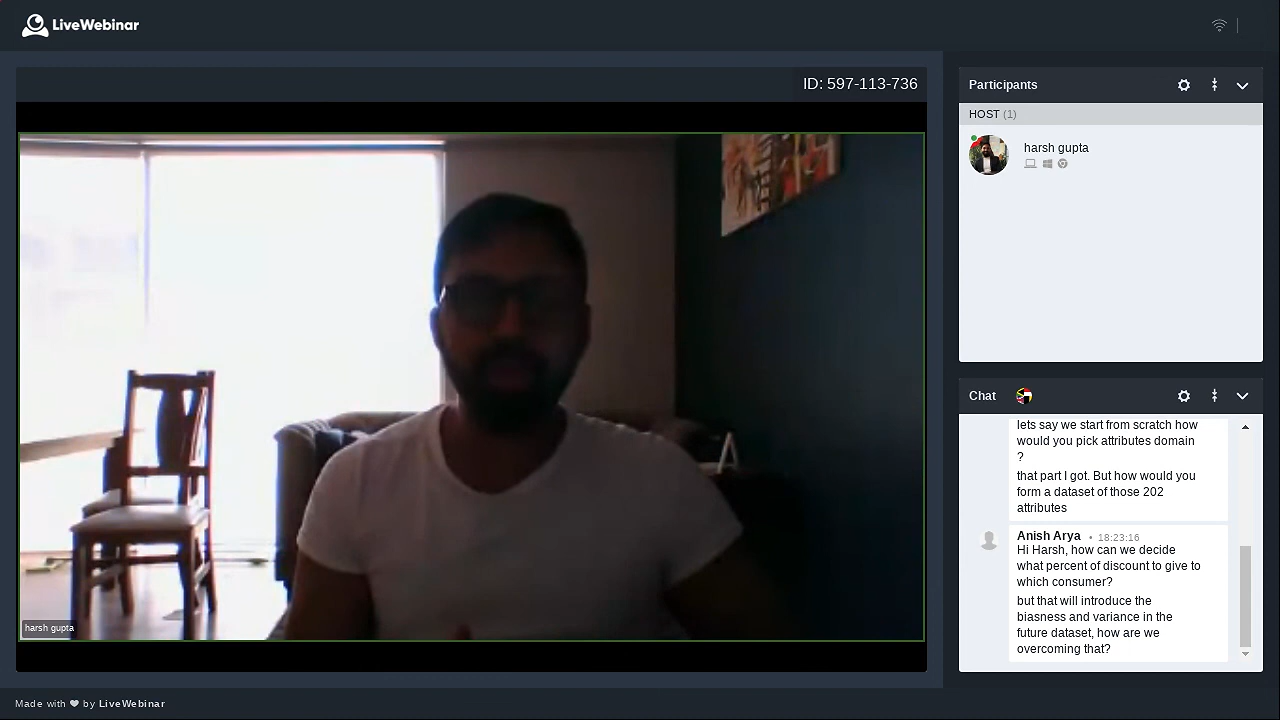 LiveWebinar
ID: 597-113-736
harsh gupta
Participants
HOST (1)
harsh gupta
Chat
lets say we start from scratch how
would you pick attributes domain
?
that part I got. But how would you
form a dataset of those 202
attributes
Anish Arya • 18:23:16
Hi Harsh, how can we decide
what percent of discount to give to
which consumer?
but that will introduce the
biasness and variance in the
future dataset, how are we
overcoming that?
Made with ♥ by LiveWebinar